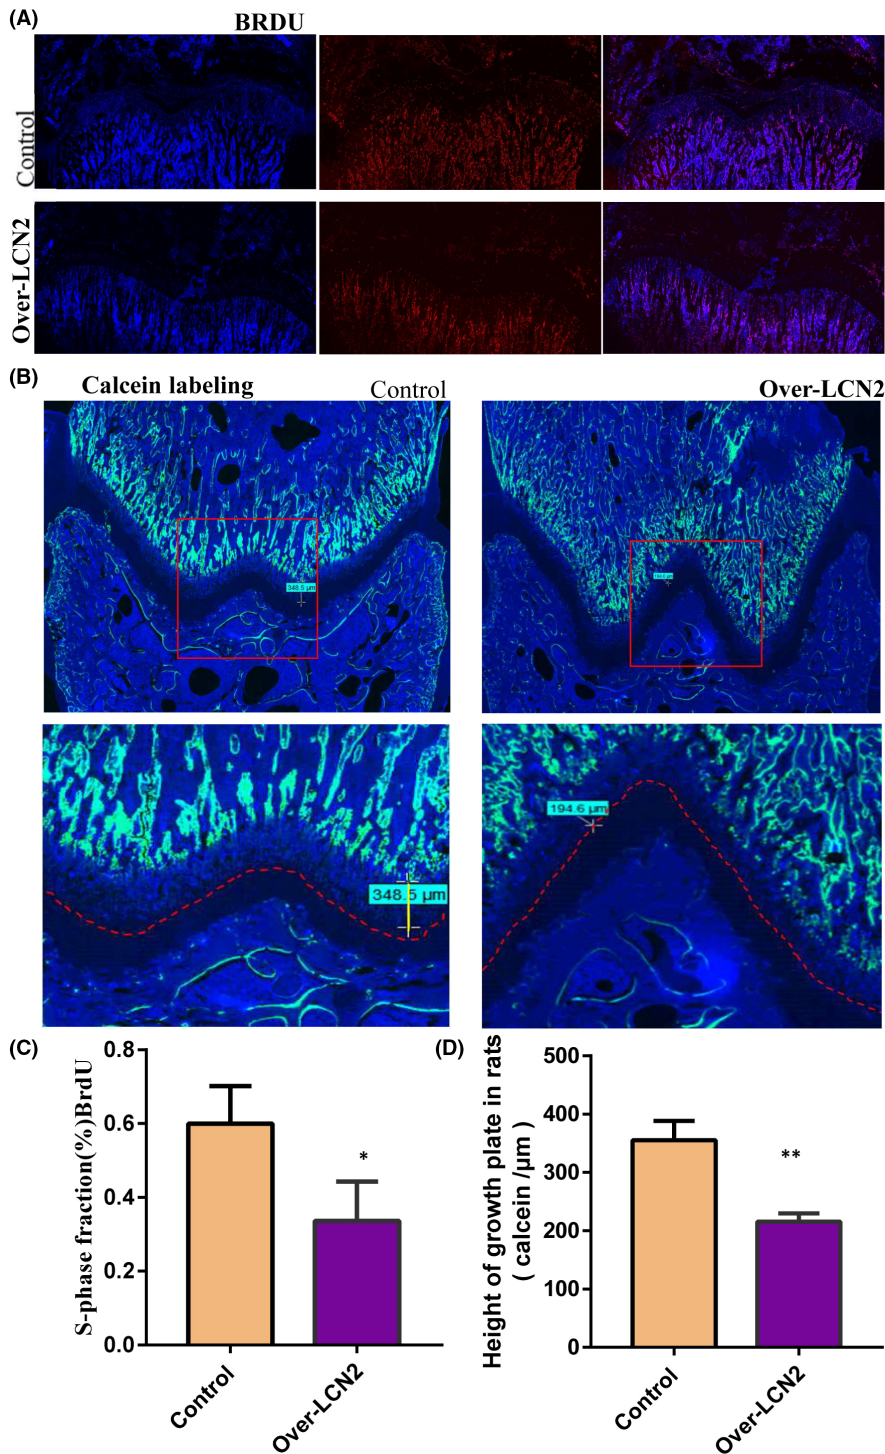 (A)
BRDU
Control
Over-LCN2
(B)
Calcein labeling
Control
Over-LCN2
348.5 µm
194.6 µm
348.5 µm
(C)
S-phase fraction(%)BrdU
0.8
0.6
0.4
0.2
0.0
*
Control
Over-LCN2
(D)
Height of growth plate in rats
( calcein /µm )
500
400
300
200
100
0
**
Control
Over-LCN2